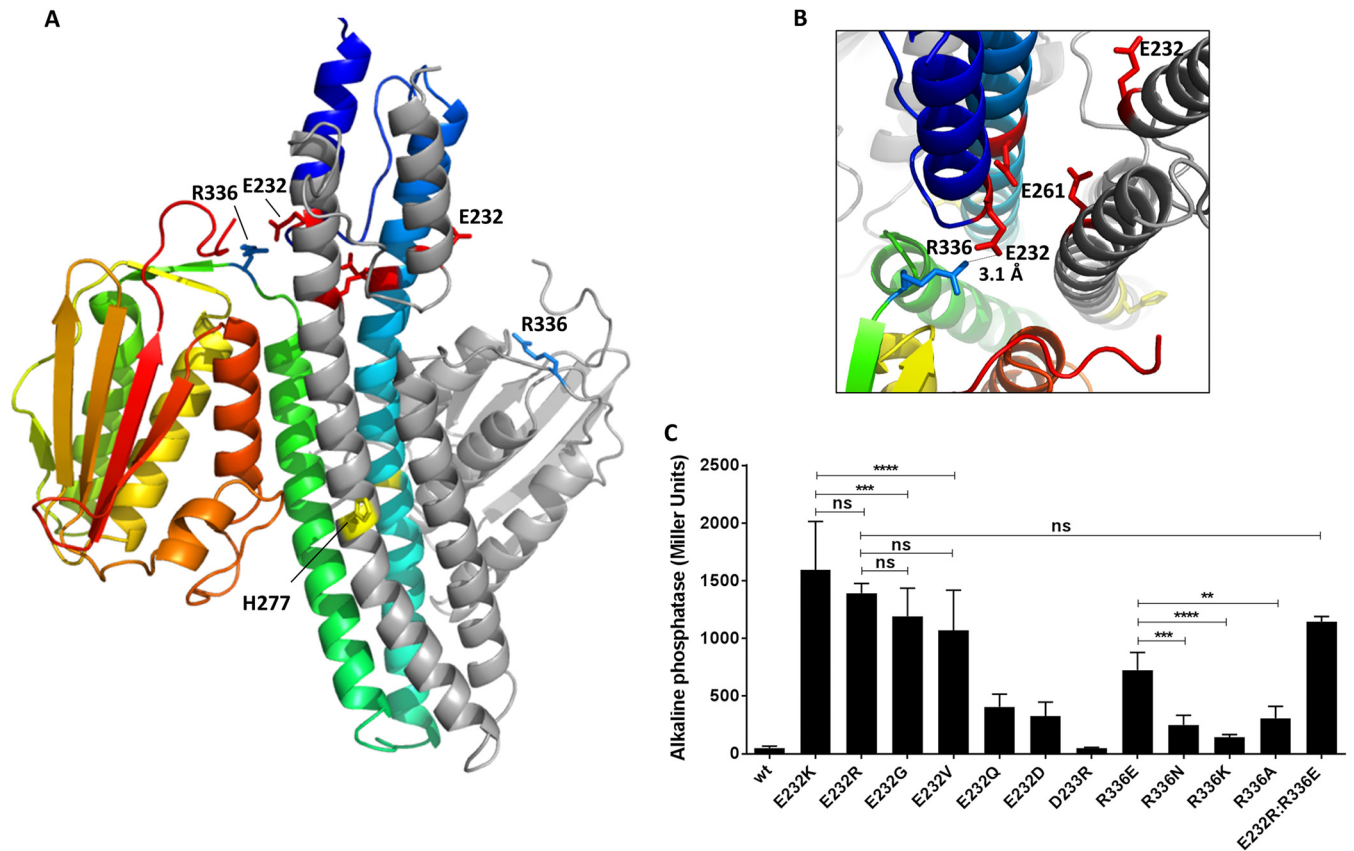 A
R336
E232
E232
R336
H277
B
E232
E261
R336
E232
3.1 Å
C
Alkaline phosphatase (Miller Units)
2500
2000
1500
1000
500
0
****
***
ns
ns
ns
ns
**
****
***
wt
E232K
E232R
E232G
E232V
E232Q
E232D
D233R
R336E
R336N
R336K
R336A
E232R:R336E